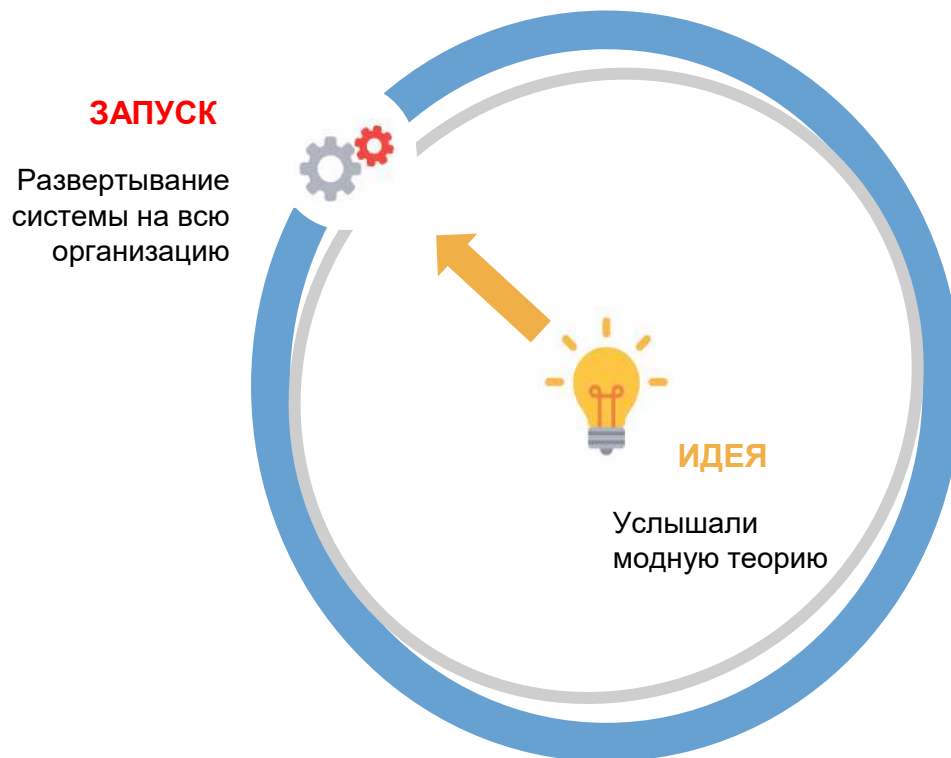 ЗАПУСК
Развертывание
системы на всю
организацию
ИДЕЯ
Услышали
модную теорию